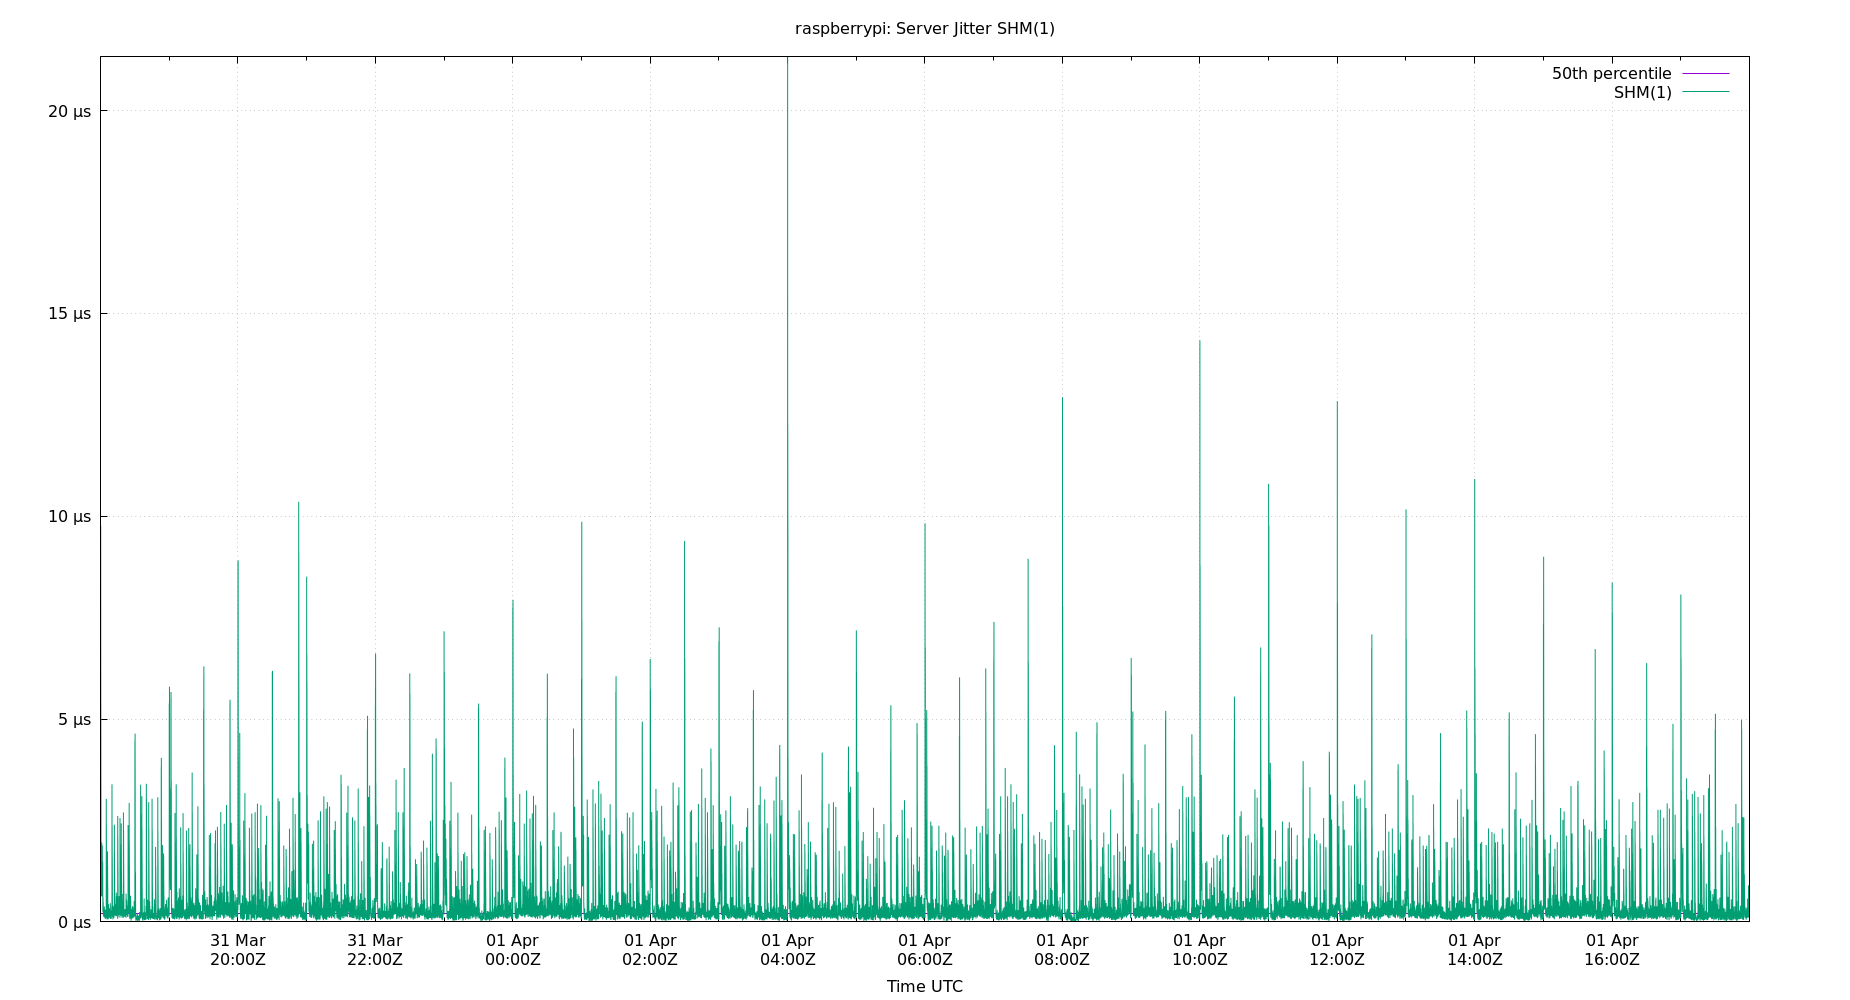 raspberrypi: Server Jitter SHM(1)
50th percentile
SHM(1)
20 µs
15 µs
10 µs
5 µs
0 µs
31 Mar 31 Mar 01 Apr 01 Apr 01 Apr 01 Apr 01 Apr 01 Apr 01 Apr 01 Apr 01 Apr
20:00Z 22:00Z 00:00Z 02:00Z 04:00Z 06:00Z 08:00Z 10:00Z 12:00Z 14:00Z 16:00Z
Time UTC